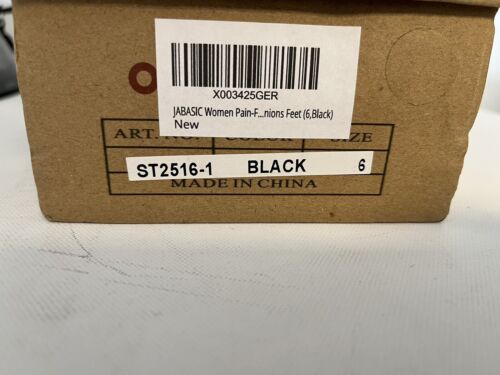 X003425GER
JABASIC Women Pain-F...nions Feet (6,Black)
New
ART. NO. COLOR SIZE
ST2516-1 BLACK 6
MADE IN CHINA